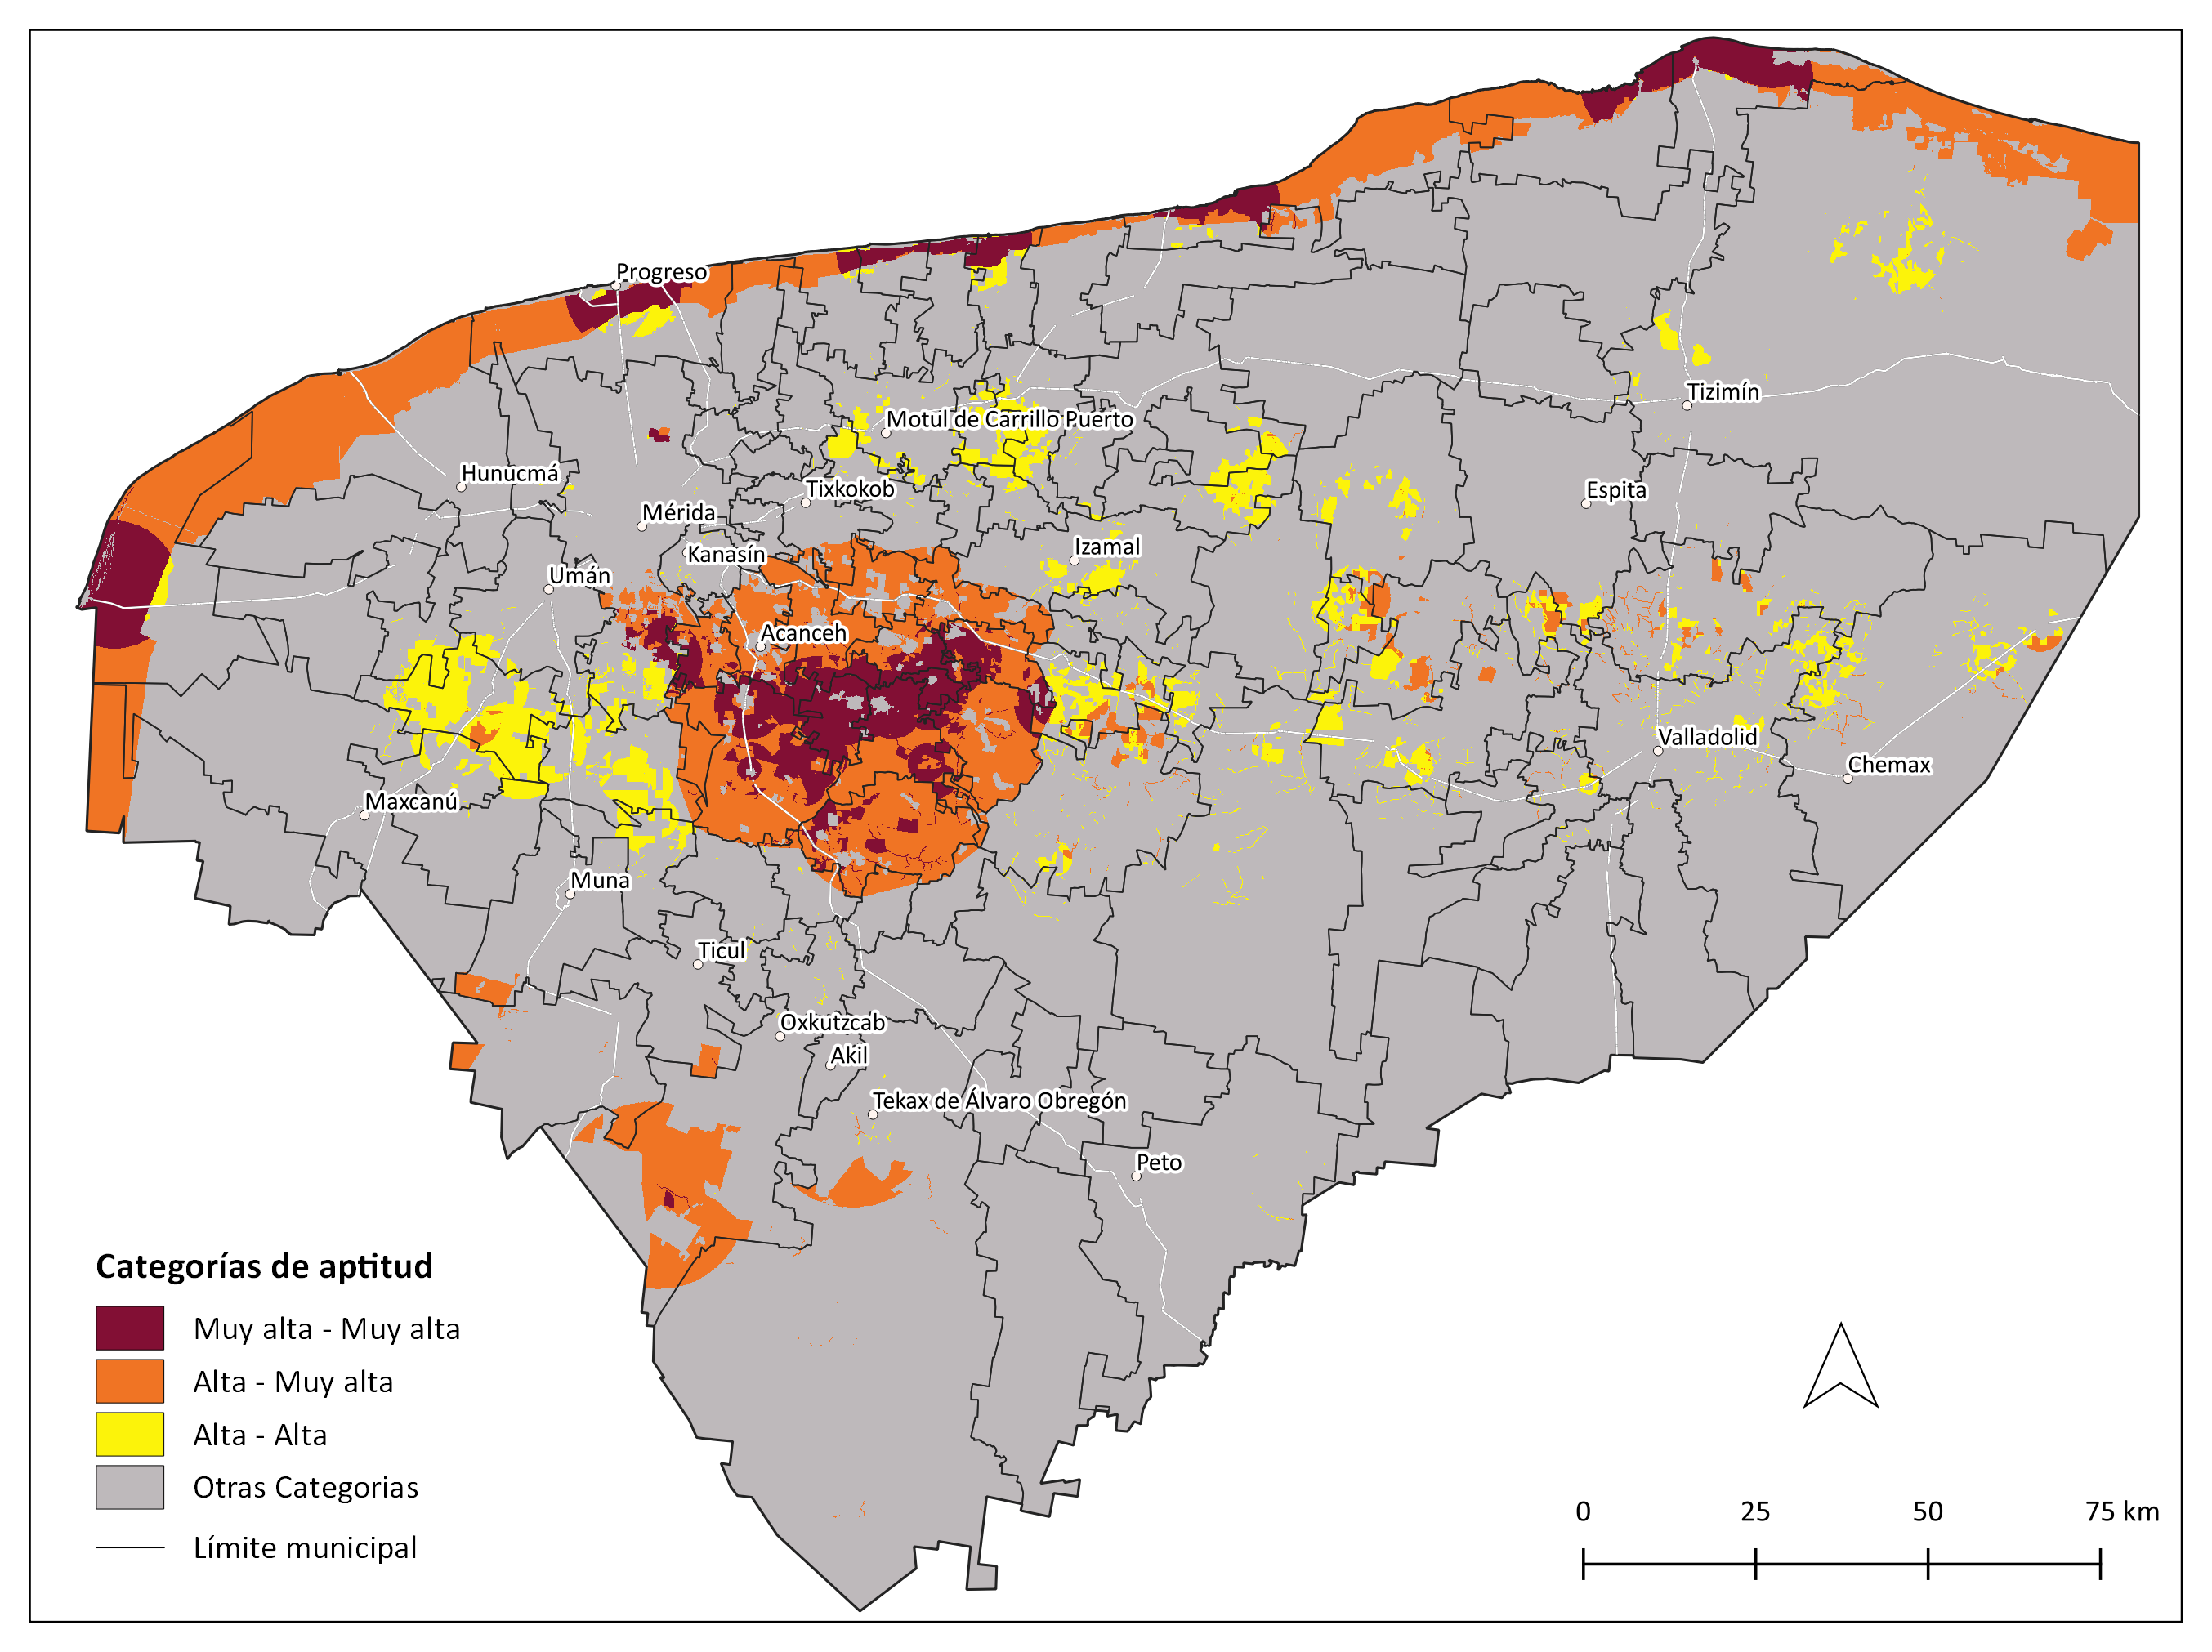 Progreso
Tizimín
Motul de Carrillo Puerto
Hunucmá
Tixkokob
Espita
Mérida
Kanasín
Izamal
Umán
Acanceh
Valladolid
Chemax
Maxcanú
Muna
Ticul
Oxkutzcab
Akil
Tekax de Álvaro Obregón
Peto
Categorías de aptitud
Muy alta - Muy alta
Alta - Muy alta
Alta - Alta
Otras Categorias
Límite municipal
0 25 50 75 km